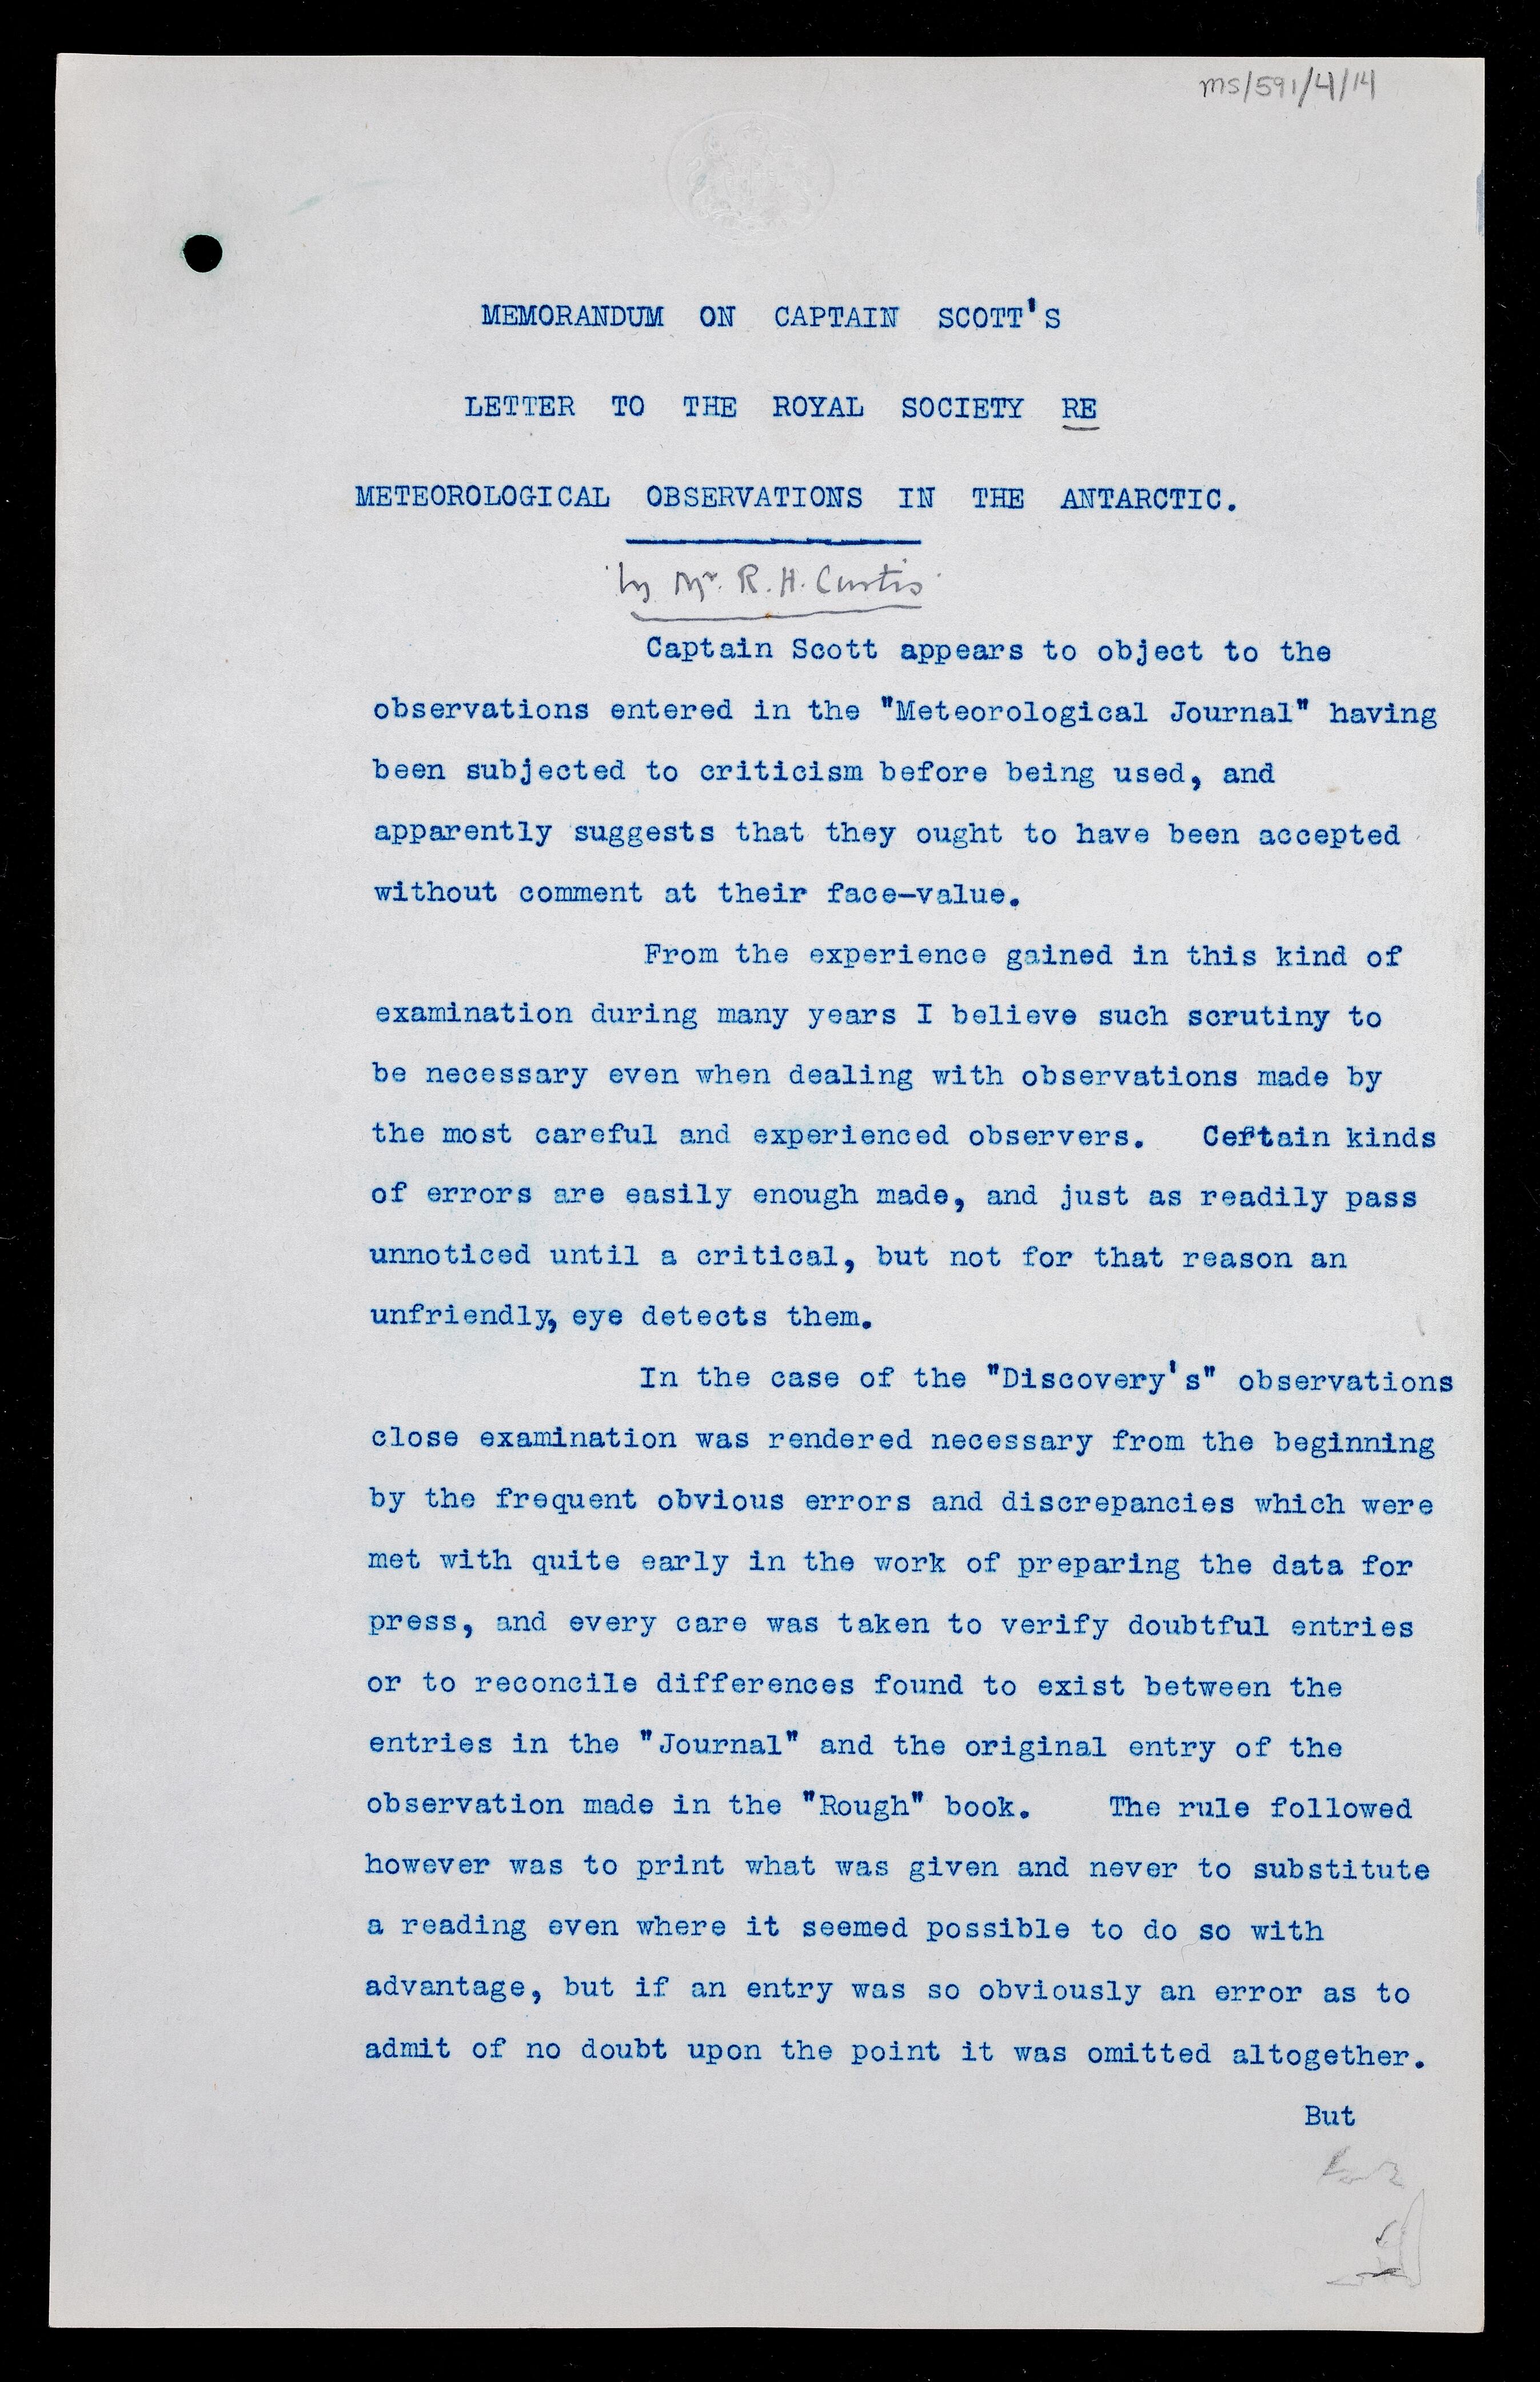 MS/591/4/14
MEMORANDUM ON CAPTAIN SCOTT'S
LETTER TO THE ROYAL SOCIETY RE
METEOROLOGICAL OBSERVATIONS IN THE ANTARCTIC.
by Mr. R. H. Curtis
Captain Scott appears to object to the
observations entered in the "Meteorological Journal" having
been subjected to criticism before being used, and
apparently suggests that they ought to have been accepted
without comment at their face-value.
From the experience gained in this kind of
examination during many years I believe such scrutiny to
be necessary even when dealing with observations made by
the most careful and experienced observers. Certain kinds
of errors are easily enough made, and just as readily pass
unnoticed until a critical, but not for that reason an
unfriendly, eye detects them.
In the case of the "Discovery's" observations
close examination was rendered necessary from the beginning
by the frequent obvious errors and discrepancies which were
met with quite early in the work of preparing the data for
press, and every care was taken to verify doubtful entries
or to reconcile differences found to exist between the
entries in the "Journal" and the original entry of the
observation made in the "Rough" book. The rule followed
however was to print what was given and never to substitute
a reading even where it seemed possible to do so with
advantage, but if an entry was so obviously an error as to
admit of no doubt upon the point it was omitted altogether.
But